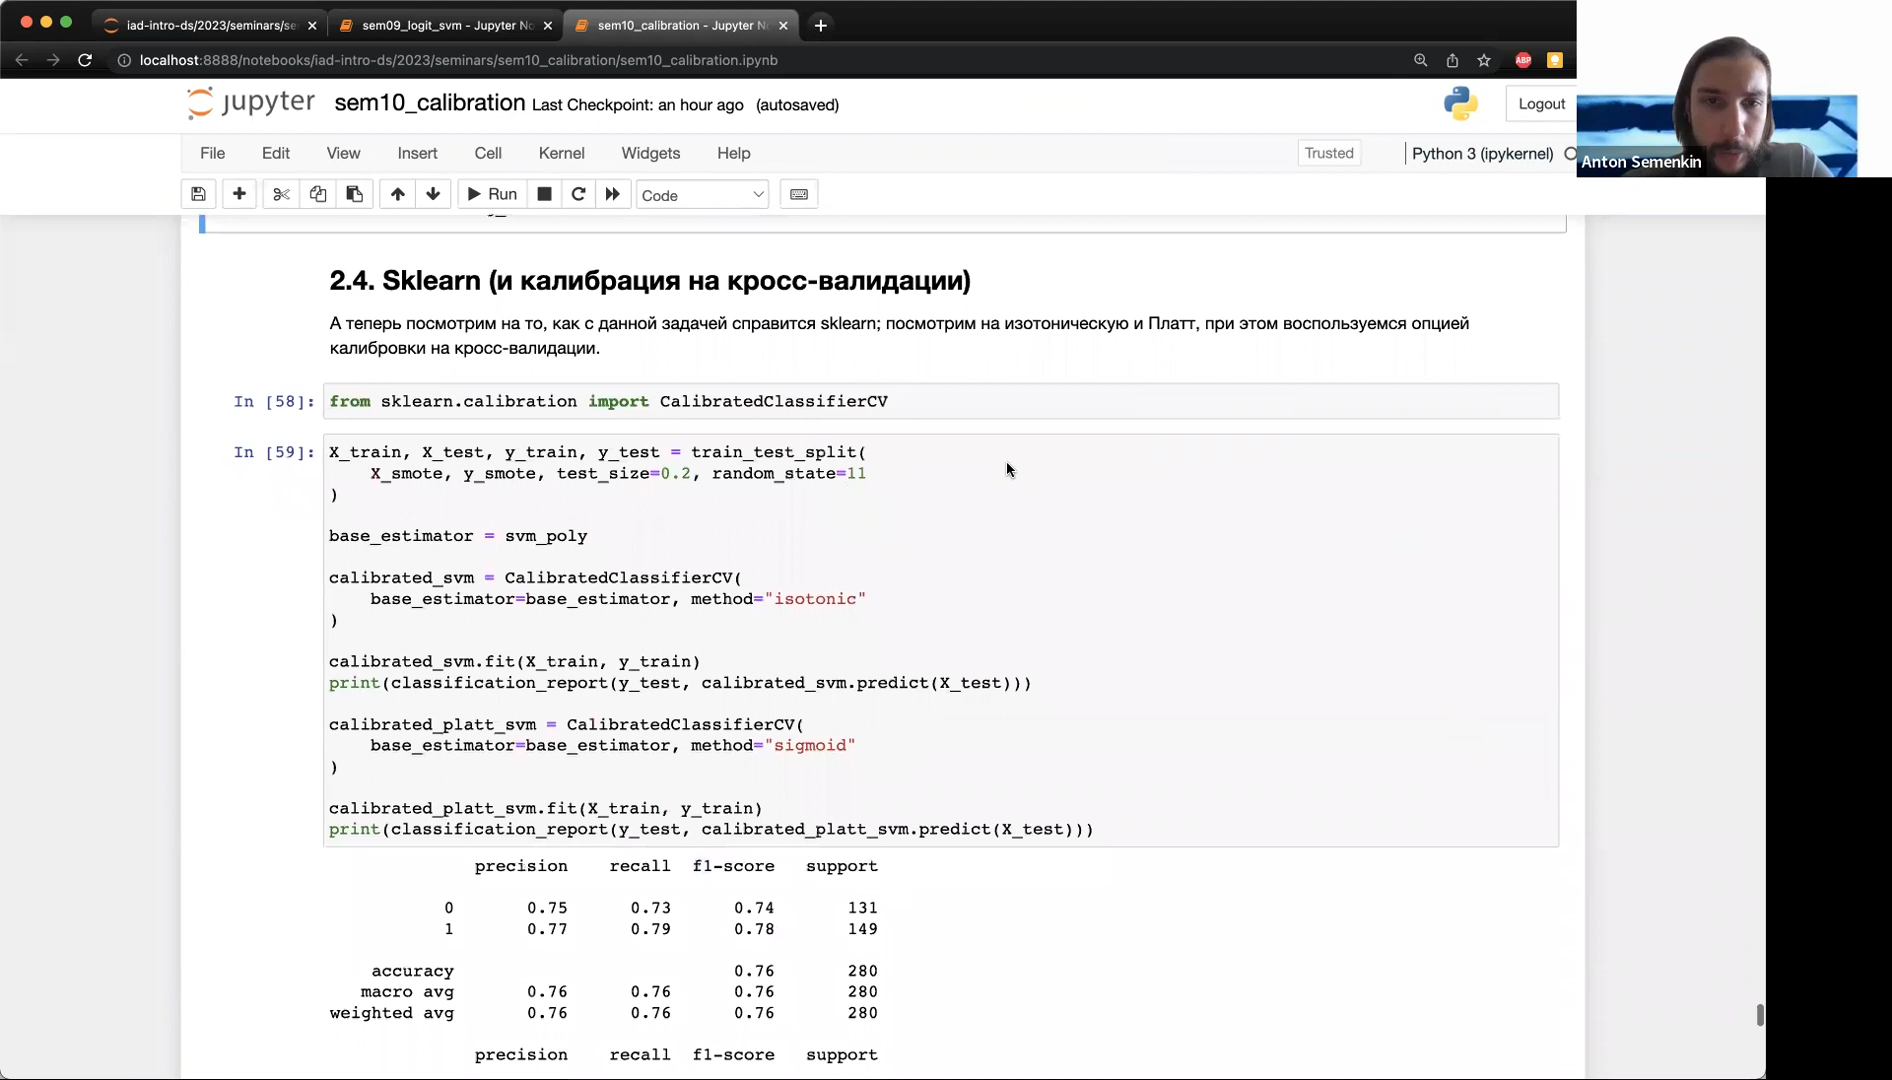 iad-intro-ds/2023/seminars/se
sem09_logit_svm - Jupyter No
sem10_calibration - Jupyter N
localhost:8888/notebooks/iad-intro-ds/2023/seminars/sem10_calibration/sem10_calibration.ipynb
ABP
jupyter sem10_calibration Last Checkpoint: an hour ago (autosaved)
Logout
File Edit View Insert Cell Kernel Widgets Help
Trusted
Python 3 (ipykernel)
Anton Semenkin
Run
Code
2.4. Sklearn (и калибрация на кросс-валидации)
А теперь посмотрим на то, как с данной задачей справится sklearn; посмотрим на изотоническую и Платт, при этом воспользуемся опцией
калибровки на кросс-валидации.
In [58]: from sklearn.calibration import CalibratedClassifierCV
In [59]: X_train, X_test, y_train, y_test = train_test_split(
X_smote, y_smote, test_size=0.2, random_state=11
)
base_estimator = svm_poly
calibrated_svm = CalibratedClassifierCV(
base_estimator=base_estimator, method="isotonic"
)
calibrated_svm.fit(X_train, y_train)
print(classification_report(y_test, calibrated_svm.predict(X_test)))
calibrated_platt_svm = CalibratedClassifierCV(
base_estimator=base_estimator, method="sigmoid"
)
calibrated_platt_svm.fit(X_train, y_train)
print(classification_report(y_test, calibrated_platt_svm.predict(X_test)))
precision recall f1-score support
0 0.75 0.73 0.74 131
1 0.77 0.79 0.78 149
accuracy 0.76 280
macro avg 0.76 0.76 0.76 280
weighted avg 0.76 0.76 0.76 280
precision recall f1-score support